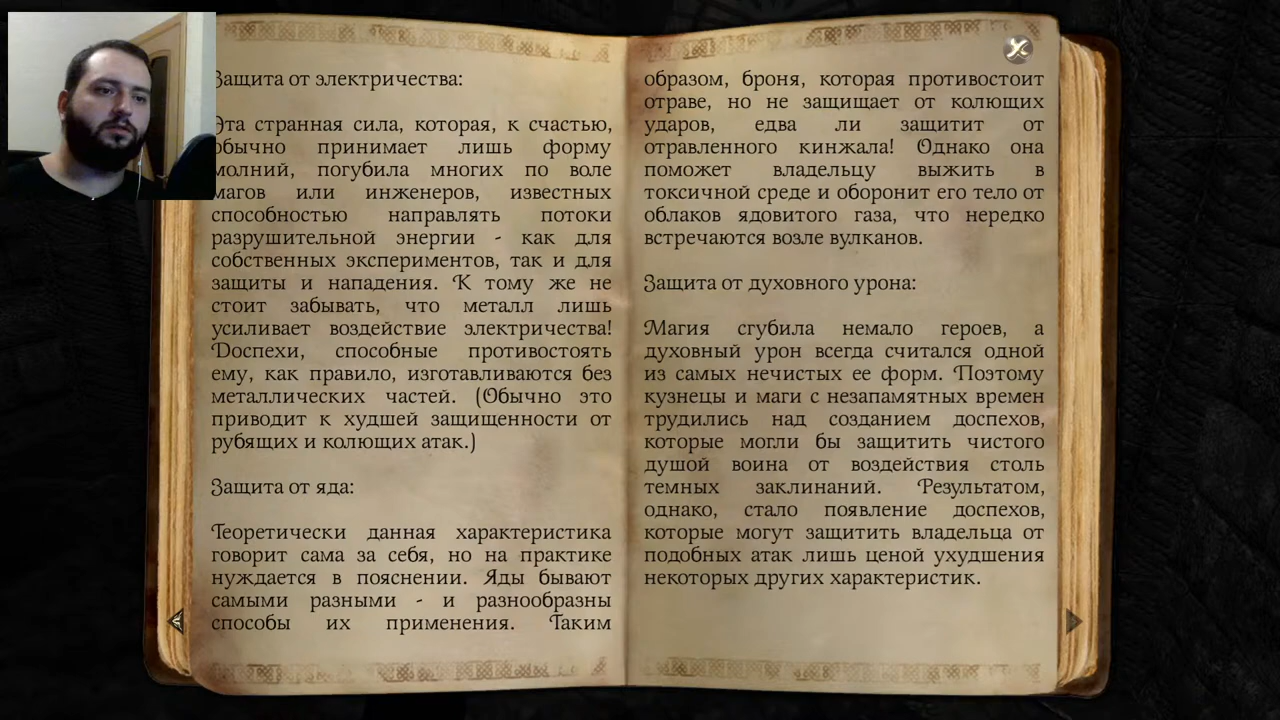 Защита от электричества:
Эта странная сила, которая, к счастью,
обычно принимает лишь форму
молний, погубила многих по воле
магов или инженеров, известных
способностью направлять потоки
разрушительной энергии - как для
собственных экспериментов, так и для
защиты и нападения. К тому же не
стоит забывать, что металл лишь
усиливает воздействие электричества!
Доспехи, способные противостоять
ему, как правило, изготавливаются без
металлических частей. (Обычно это
приводит к худшей защищенности от
рубящих и колющих атак.)
Защита от яда:
Теоретически данная характеристика
говорит сама за себя, но на практике
нуждается в пояснении. Яды бывают
самыми разными - и разнообразны
способы их применения. Таким
образом, броня, которая противостоит
отраве, но не защищает от колющих
ударов, едва ли защитит от
отравленного кинжала! Однако она
поможет владельцу выжить в
токсичной среде и оборонит его тело от
облаков ядовитого газа, что нередко
встречаются возле вулканов.
Защита от духовного урона:
Магия сгубила немало героев, а
духовный урон всегда считался одной
из самых нечистых ее форм. Поэтому
кузнецы и маги с незапамятных времен
трудились над созданием доспехов,
которые могли бы защитить чистого
душой воина от воздействия столь
темных заклинаний. Результатом,
однако, стало появление доспехов,
которые могут защитить владельца от
подобных атак лишь ценой ухудшения
некоторых других характеристик.